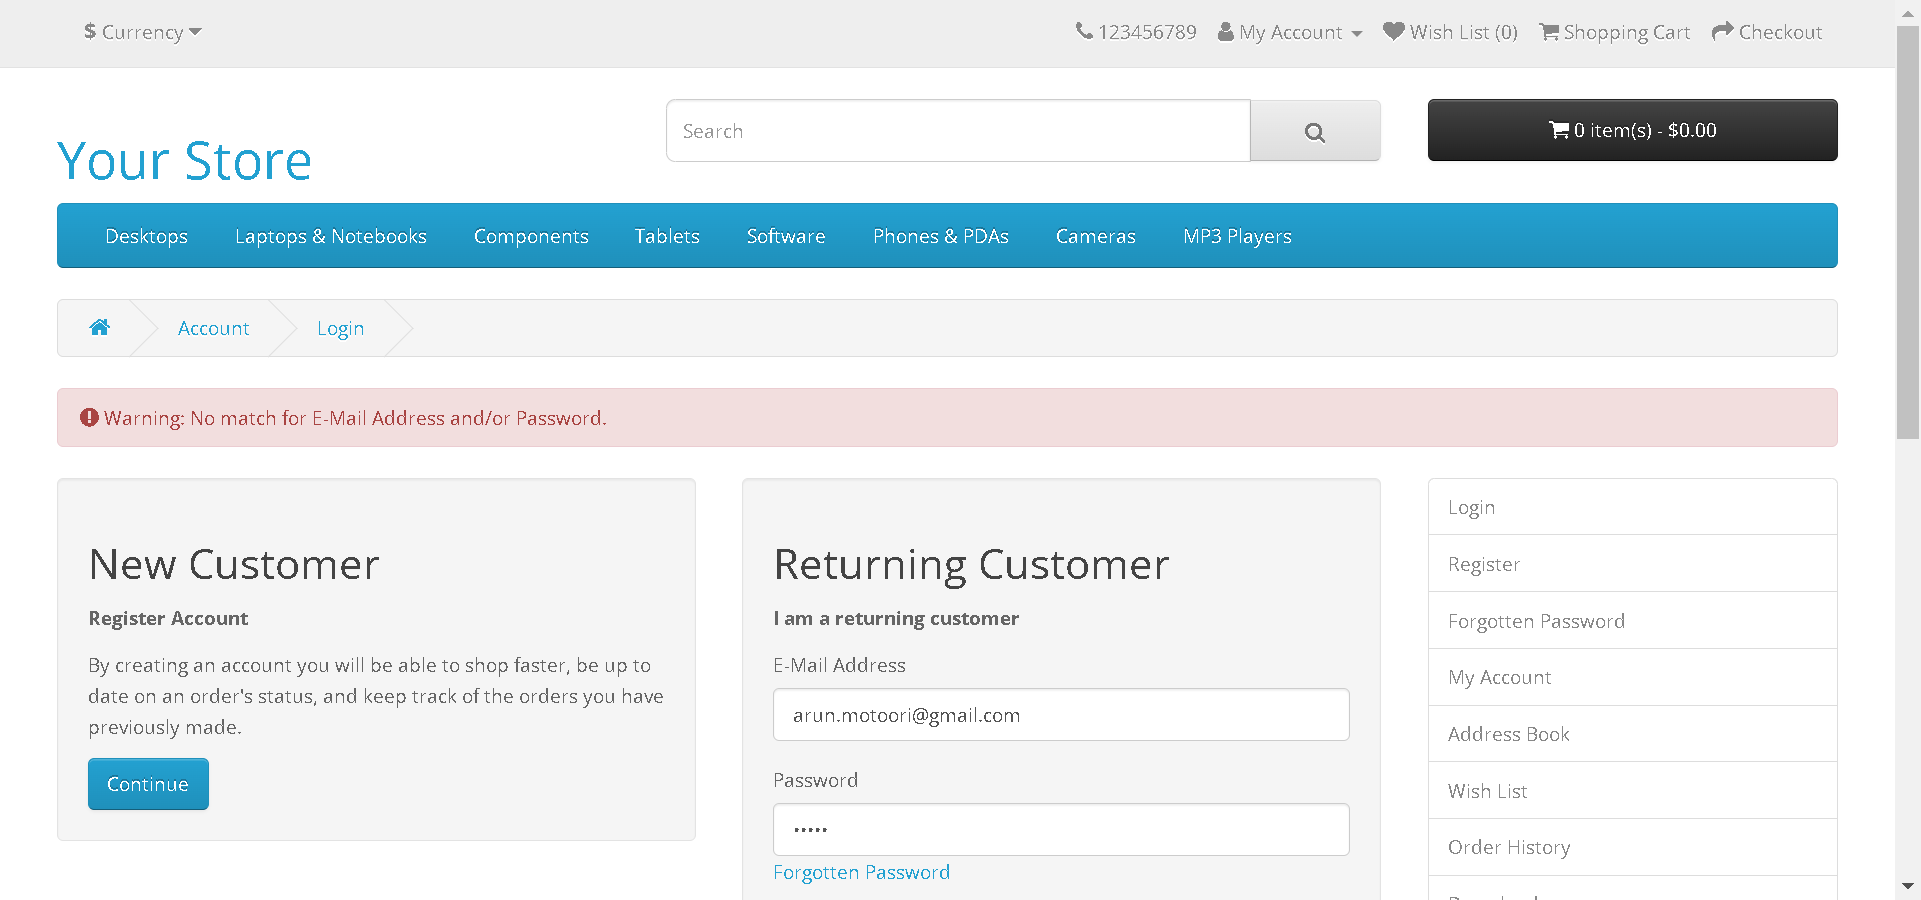 $ Currency
123456789 My Account Wish List (0) Shopping Cart Checkout
Your Store
Search
0 item(s) - $0.00
Desktops Laptops & Notebooks Components Tablets Software Phones & PDAs Cameras MP3 Players
Account Login
Warning: No match for E-Mail Address and/or Password.
New Customer
Register Account
By creating an account you will be able to shop faster, be up to
date on an order's status, and keep track of the orders you have
previously made.
Continue
Returning Customer
I am a returning customer
E-Mail Address
arun.motoori@gmail.com
Password
•••••
Forgotten Password
Login
Register
Forgotten Password
My Account
Address Book
Wish List
Order History